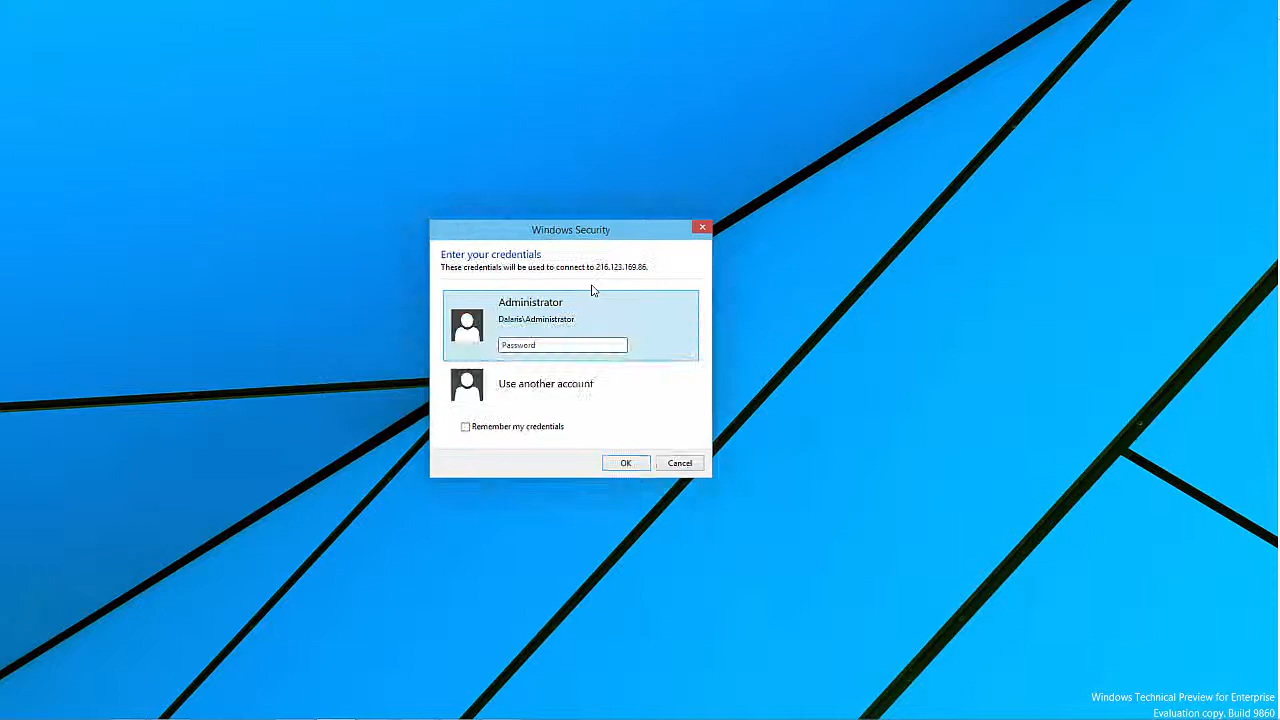 Windows Security
Enter your credentials
These credentials will be used to connect to 216.123.169.86.
Administrator
Dalaris\Administrator
Password
Use another account
Remember my credentials
OK
Cancel
Windows Technical Preview for Enterprise
Evaluation copy. Build 9860